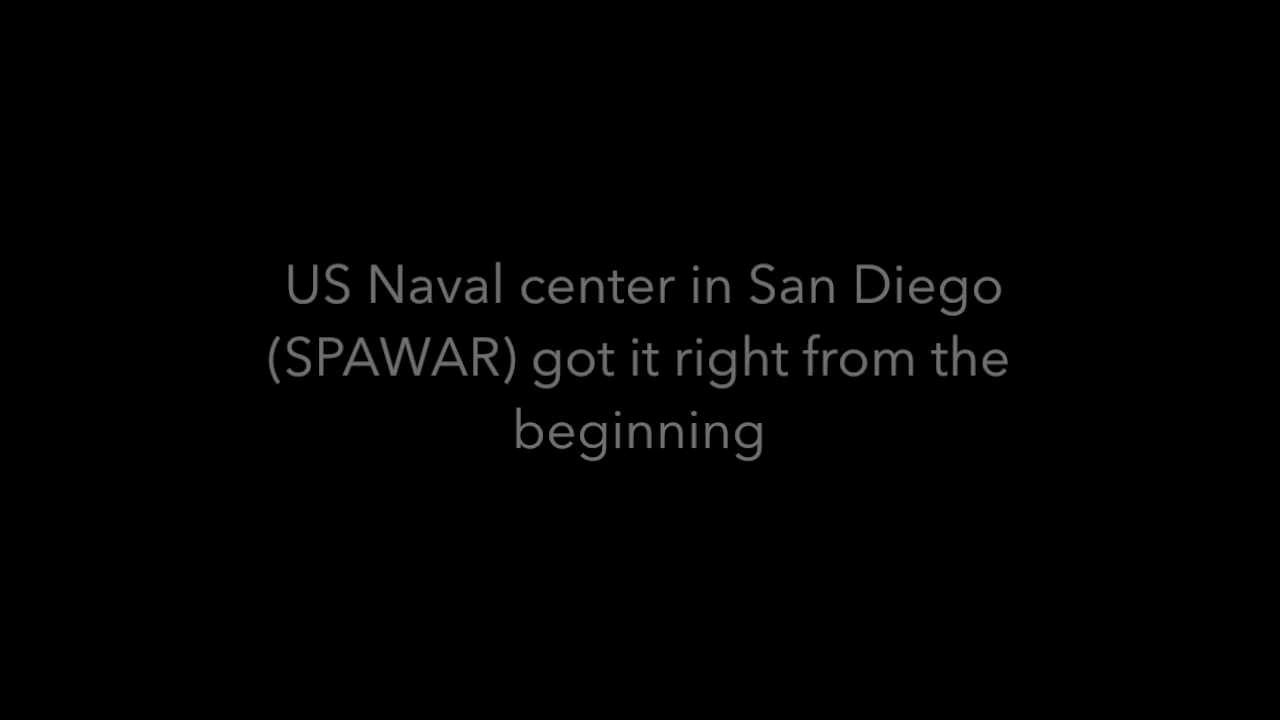 US Naval center in San Diego
(SPAWAR) got it right from the
beginning